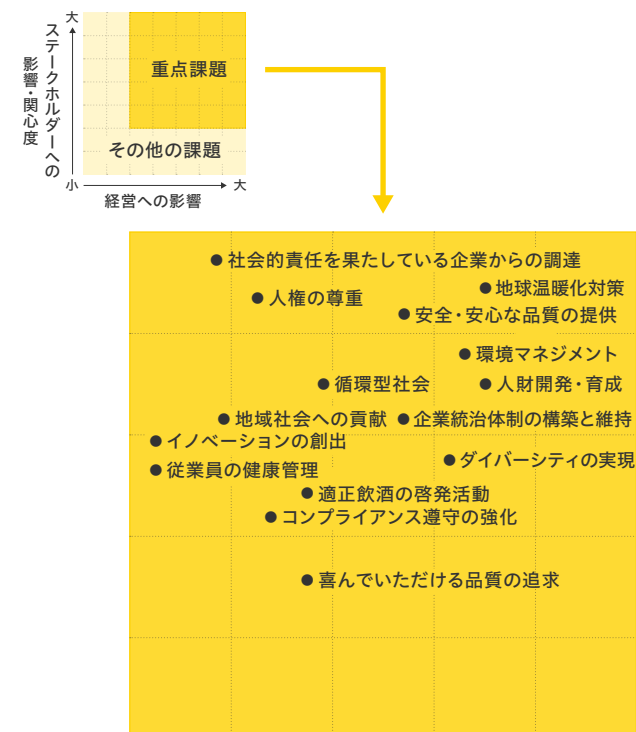 大
ステークホルダーへの
影響・関心度
重点課題
その他の課題
小
大
経営への影響
●社会的責任を果たしている企業からの調達
●地球温暖化対策
●人権の尊重
●安全・安心な品質の提供
●環境マネジメント
●循環型社会
●人財開発・育成
●地域社会への貢献
●企業統治体制の構築と維持
●イノベーションの創出
●ダイバーシティの実現
●従業員の健康管理
●適正飲酒の啓発活動
●コンプライアンス遵守の強化
●喜んでいただける品質の追求